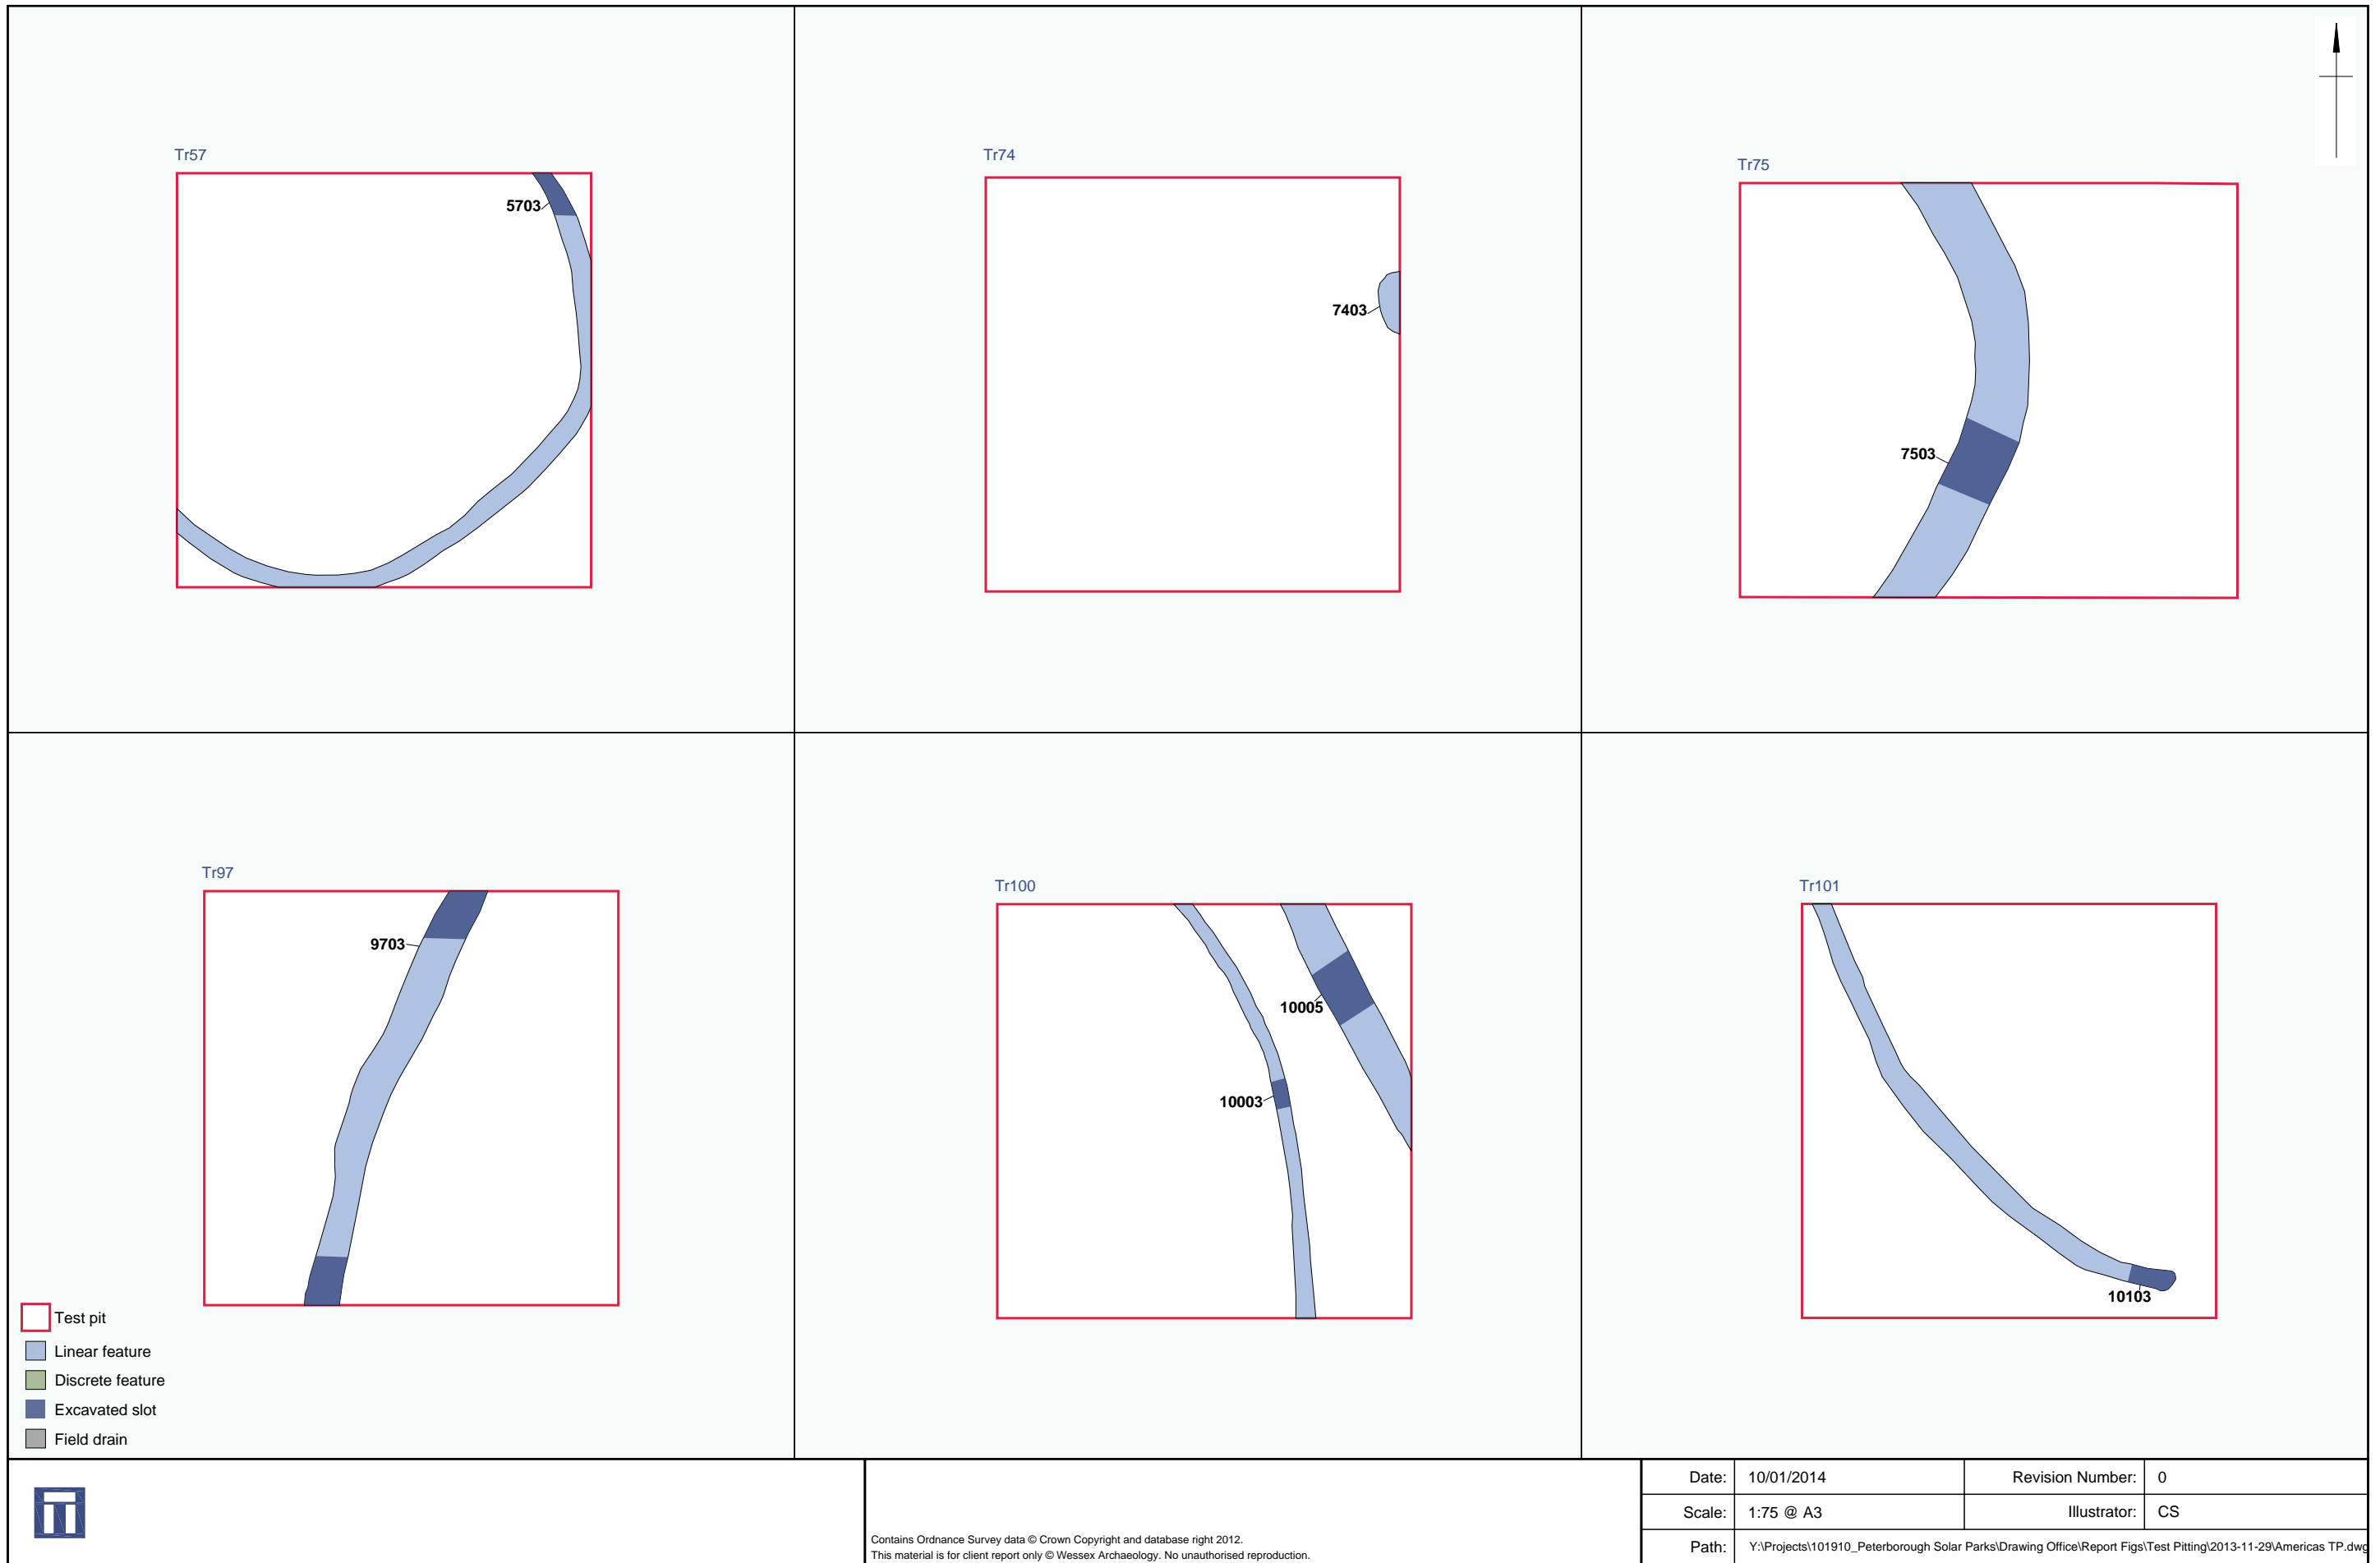 Tr57
5703
Tr74
7403
Tr75
7503
Tr97
9703
Tr100
10005
10003
Tr101
10103
Test pit
Linear feature
Discrete feature
Excavated slot
Field drain
Contains Ordnance Survey data © Crown Copyright and database right 2012.
This material is for client report only © Wessex Archaeology. No unauthorised reproduction.
Date: 10/01/2014 Revision Number: 0
Scale: 1:75 @ A3 Illustrator: CS
Path: Y:\Projects\101910_Peterborough Solar Parks\Drawing Office\Report Figs\Test Pitting\2013-11-29\Americas TP.dwg